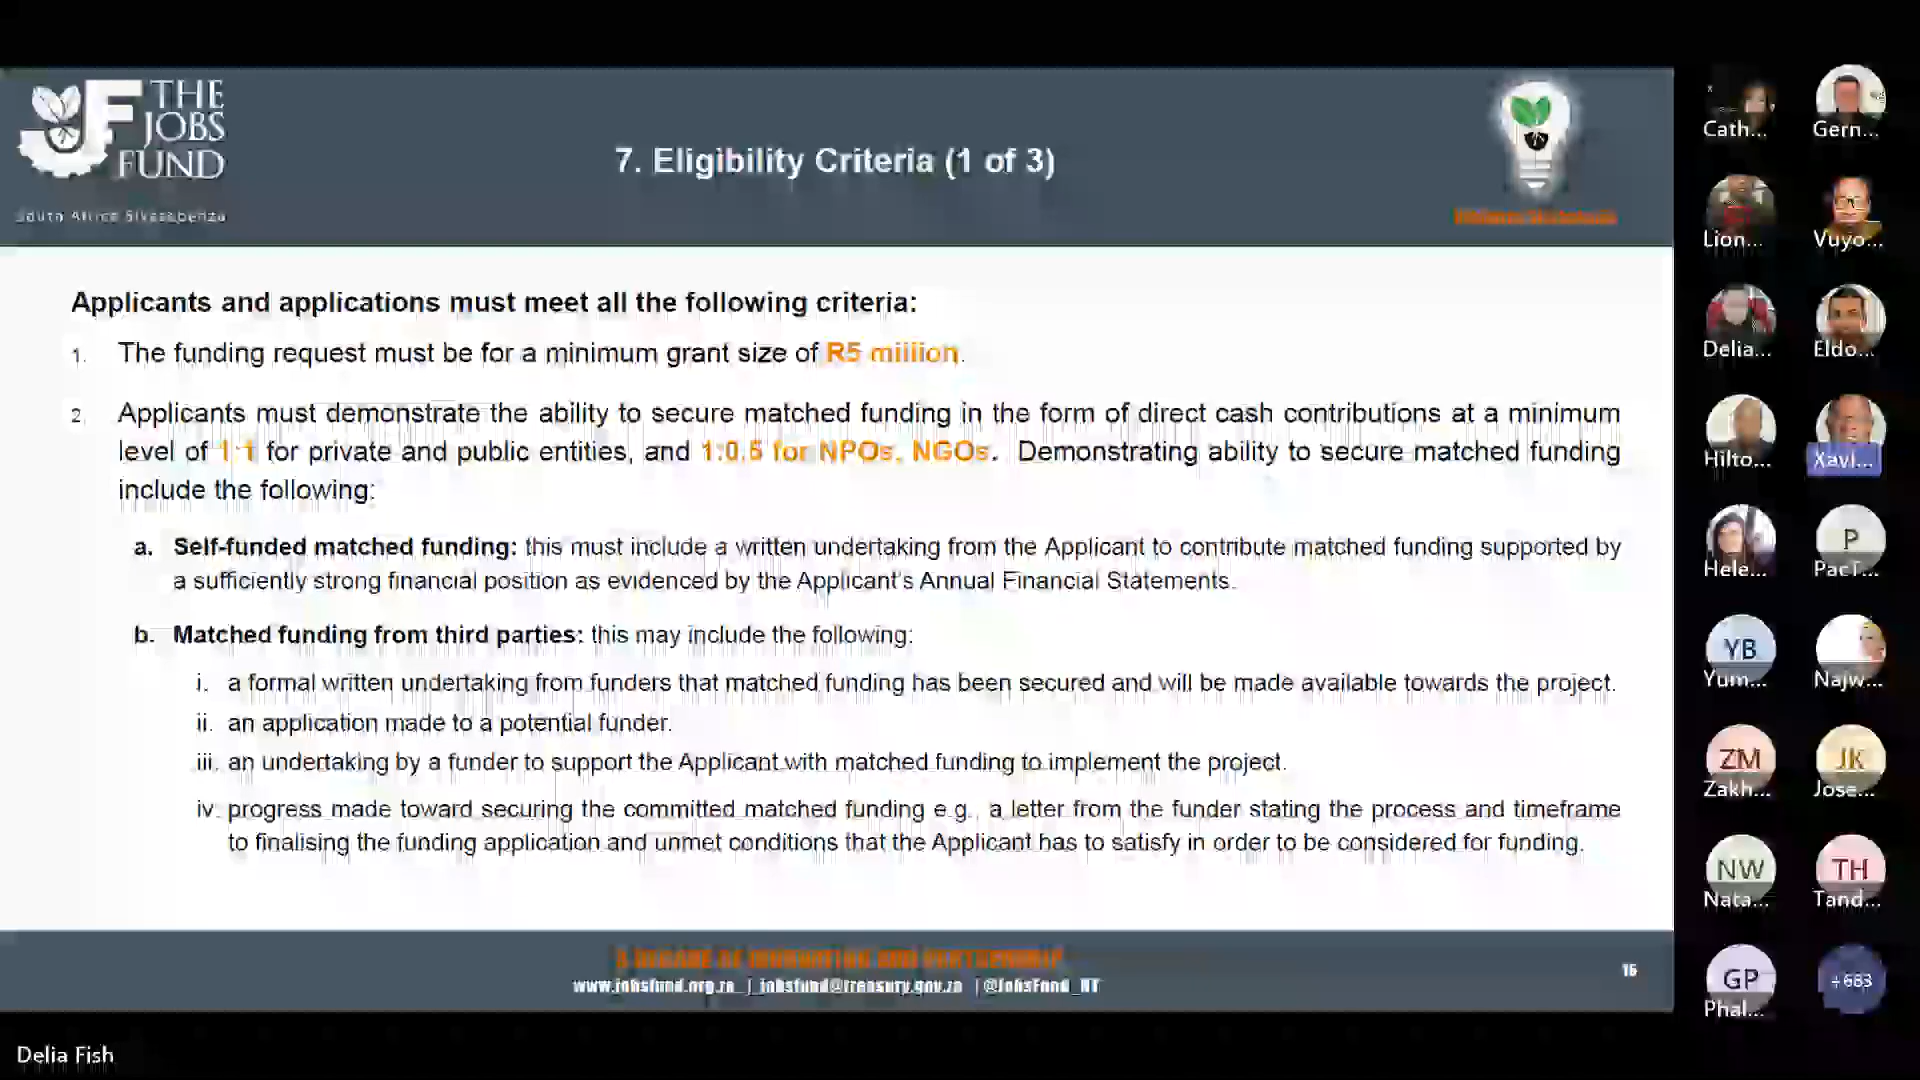 THE
JOBS
FUND
South Africa Siyasebenza
7. Eligibility Criteria (1 of 3)
Applicants and applications must meet all the following criteria:
1. The funding request must be for a minimum grant size of R5 million.
2. Applicants must demonstrate the ability to secure matched funding in the form of direct cash contributions at a minimum
level of 1:1 for private and public entities, and 1:0.5 for NPOs, NGOs. Demonstrating ability to secure matched funding
include the following:
a. Self-funded matched funding: this must include a written undertaking from the Applicant to contribute matched funding supported by
a sufficiently strong financial position as evidenced by the Applicant's Annual Financial Statements.
b. Matched funding from third parties: this may include the following:
i. a formal written undertaking from funders that matched funding has been secured and will be made available towards the project.
ii. an application made to a potential funder.
iii. an undertaking by a funder to support the Applicant with matched funding to implement the project.
iv. progress made toward securing the committed matched funding e.g., a letter from the funder stating the process and timeframe
to finalising the funding application and unmet conditions that the Applicant has to satisfy in order to be considered for funding.
A DECADE OF INNOVATION AND PARTNERSHIP
www.jobsfund.org.za | jobsfund@treasury.gov.za | @JobsFund_NT
16
Cath... Gern...
Lion... Vuyo...
Delia... Eldo...
Hilto... Xavi...
P
Hele... PacT...
YB
Yum... Najw...
ZM JK
Zakh... Jose...
NW TH
Nata... Tand...
GP +683
Phal...
Delia Fish